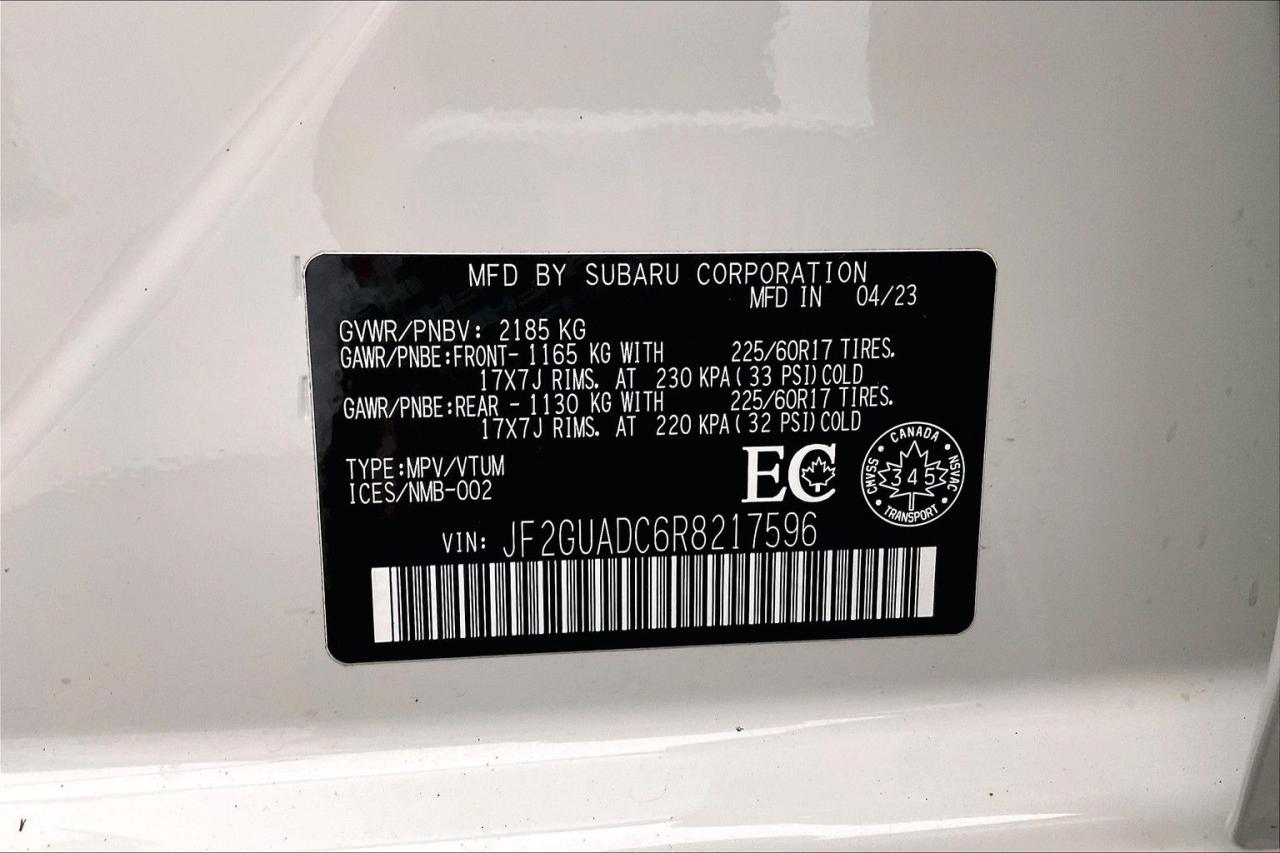 MFD BY SUBARU CORPORATION
MFD IN 04/23
GVWR/PNBV: 2185 KG
GAWR/PNBE:FRONT- 1165 KG WITH 225/60R17 TIRES.
17X7J RIMS. AT 230 KPA(33 PSI)COLD
GAWR/PNBE:REAR - 1130 KG WITH 225/60R17 TIRES.
17X7J RIMS. AT 220 KPA(32 PSI)COLD
TYPE:MPV/VTUM
ICES/NMB-002
EC
CANADA
CMVSS 345 NSVAC
TRANSPORT
VIN: JF2GUADC6R8217596